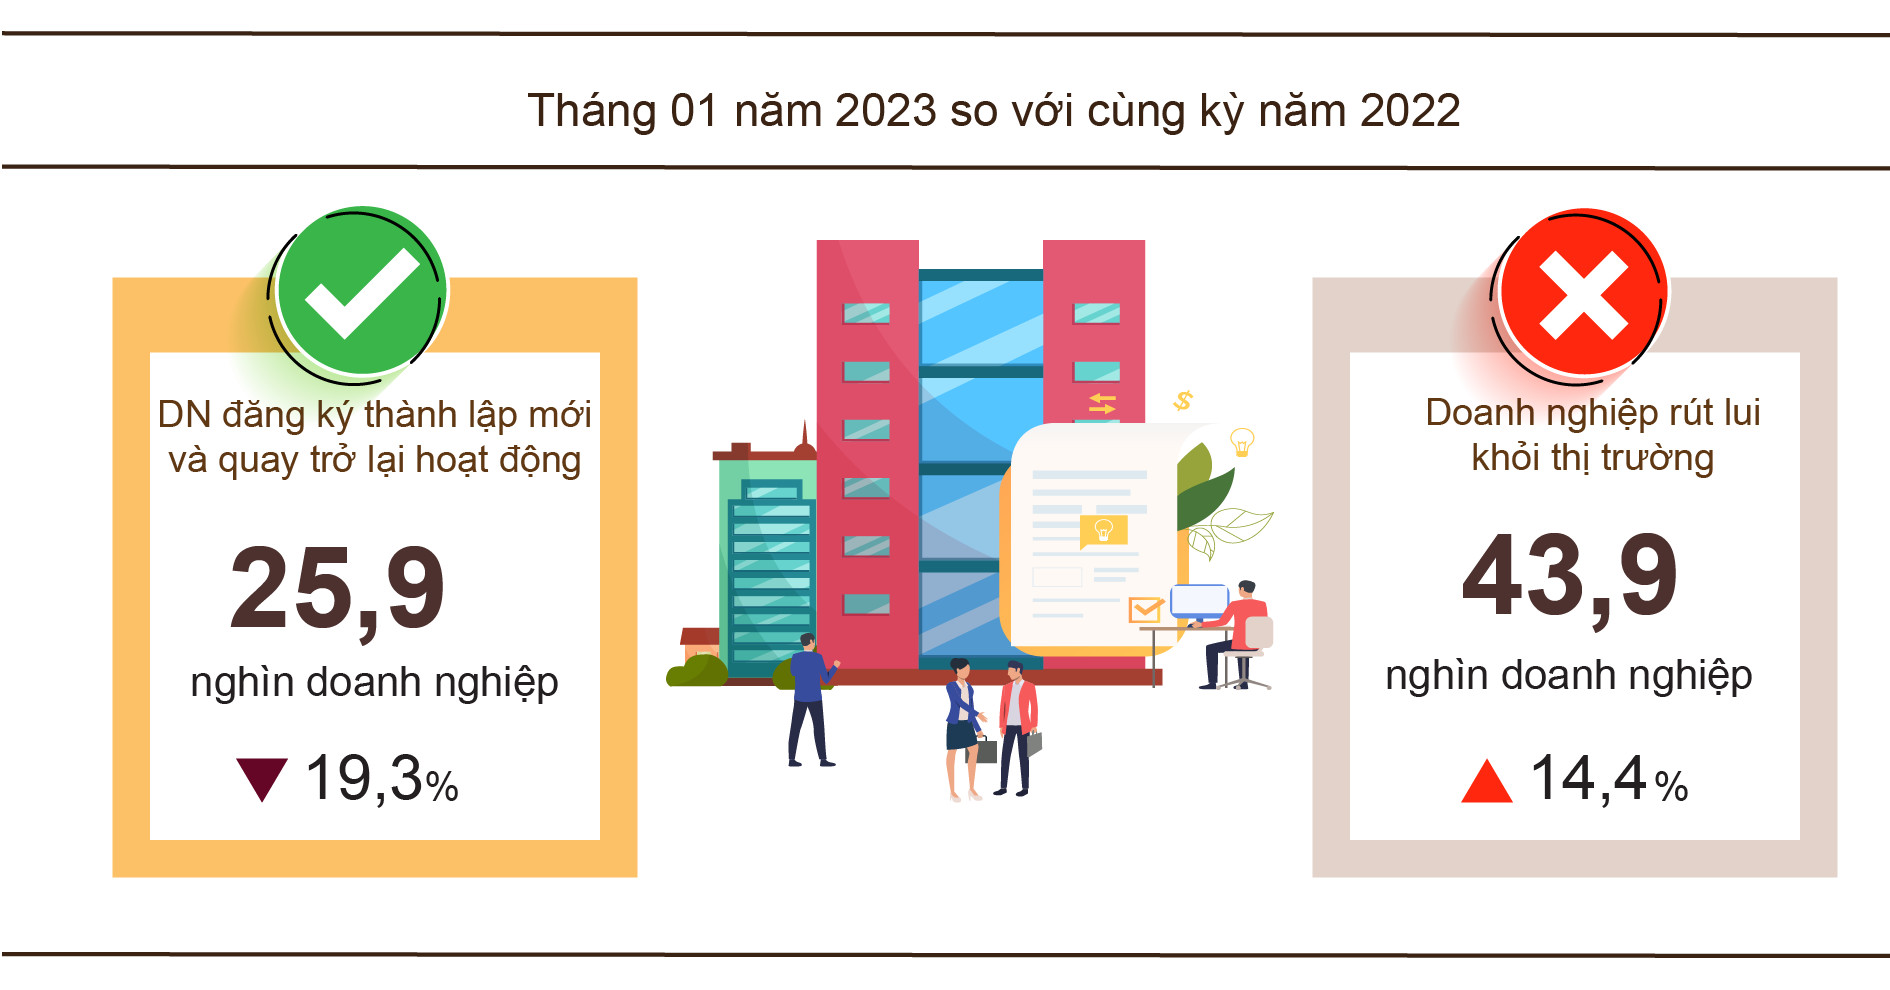 Tháng 01 năm 2023 so với cùng kỳ năm 2022
DN đăng ký thành lập mới
và quay trở lại hoạt động
25,9
nghìn doanh nghiệp
▼ 19,3%
$
Doanh nghiệp rút lui
khỏi thị trường
43,9
nghìn doanh nghiệp
▲ 14,4%